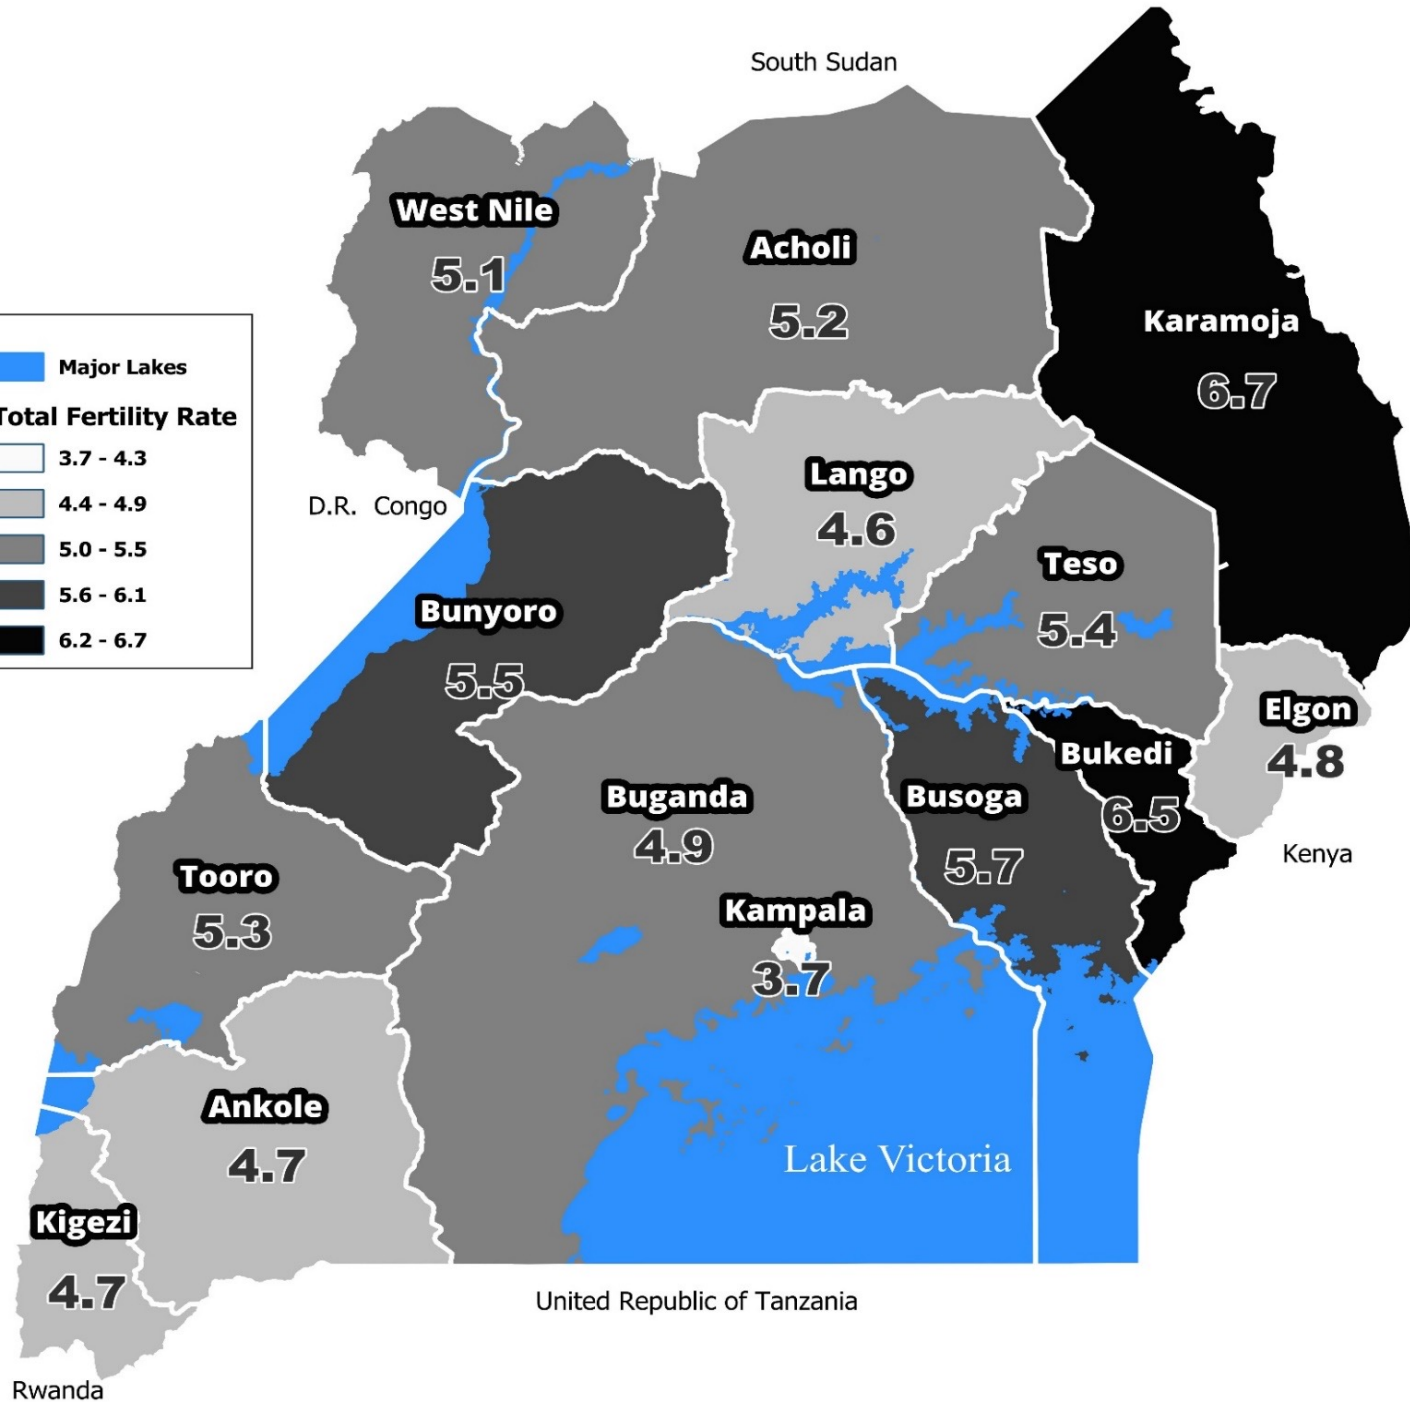 South Sudan
West Nile
5.1
Acholi
5.2
Karamoja
6.7
Major Lakes
Total Fertility Rate
3.7 - 4.3
4.4 - 4.9
5.0 - 5.5
5.6 - 6.1
6.2 - 6.7
D.R. Congo
Lango
4.6
Teso
5.4
Bunyoro
5.5
Elgon
4.8
Bukedi
6.5
Buganda
4.9
Busoga
5.7
Kenya
Tooro
5.3
Kampala
3.7
Ankole
4.7
Lake Victoria
Kigezi
4.7
United Republic of Tanzania
Rwanda